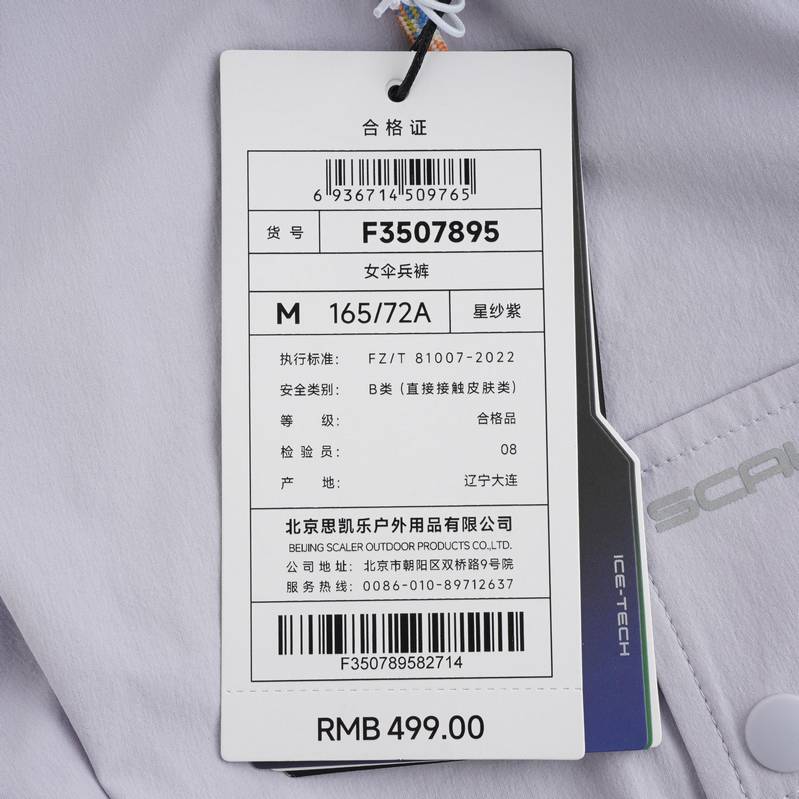 合格证
6 936714 509765
货号 F3507895
女伞兵裤
M 165/72A 星纱紫
执行标准: FZ/T 81007-2022
安全类别: B类 (直接接触皮肤类)
等级: 合格品
检验员: 08
产地: 辽宁大连
北京思凯乐户外用品有限公司
BEIJING SCALER OUTDOOR PRODUCTS CO.,LTD.
公司地址: 北京市朝阳区双桥路9号院
服务热线: 0086-010-89712637
F350789582714
RMB 499.00
ICE-TECH